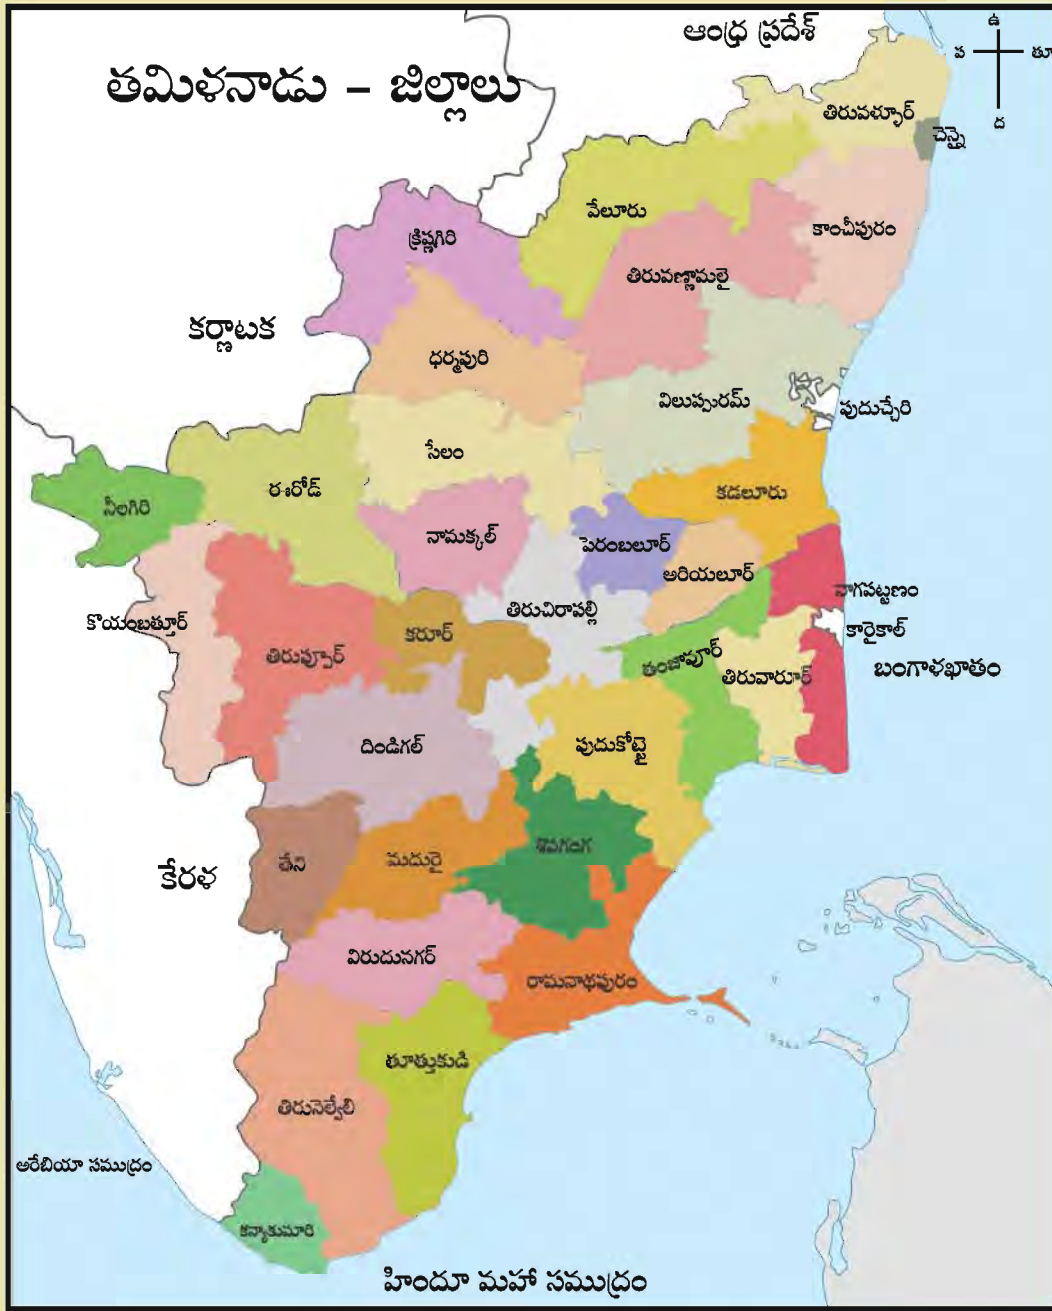 ఆంధ్ర ప్రదేశ్
ఉ
ప
తూ
ద
తమిళనాడు – జిల్లాలు
తిరువళ్ళూర్
చెన్నై
వేలూరు
కాంచీపురం
క్రిష్ణగిరి
తిరువణ్ణామలై
కర్ణాటక
ధర్మపురి
విలుప్పురమ్
పుదుచ్చేరి
సేలం
ఈరోడ్
కడలూరు
నీలగిరి
నామక్కల్
పెరంబలూర్
అరియలూర్
నాగపట్టణం
తిరుచిరాపల్లి
కొయంబత్తూర్
కరూర్
కారైకాల్
తిరుప్పూర్
తంజావూర్
తిరువారూర్
బంగాళఖాతం
దిండిగల్
పుదుకోట్టై
శివగంగ
తేని
మదురై
కేరళ
విరుదునగర్
రామనాథపురం
తూత్తుకుడి
తిరునెల్వేలి
అరేబియా సముద్రం
కన్యాకుమారి
హిందూ మహా సముద్రం